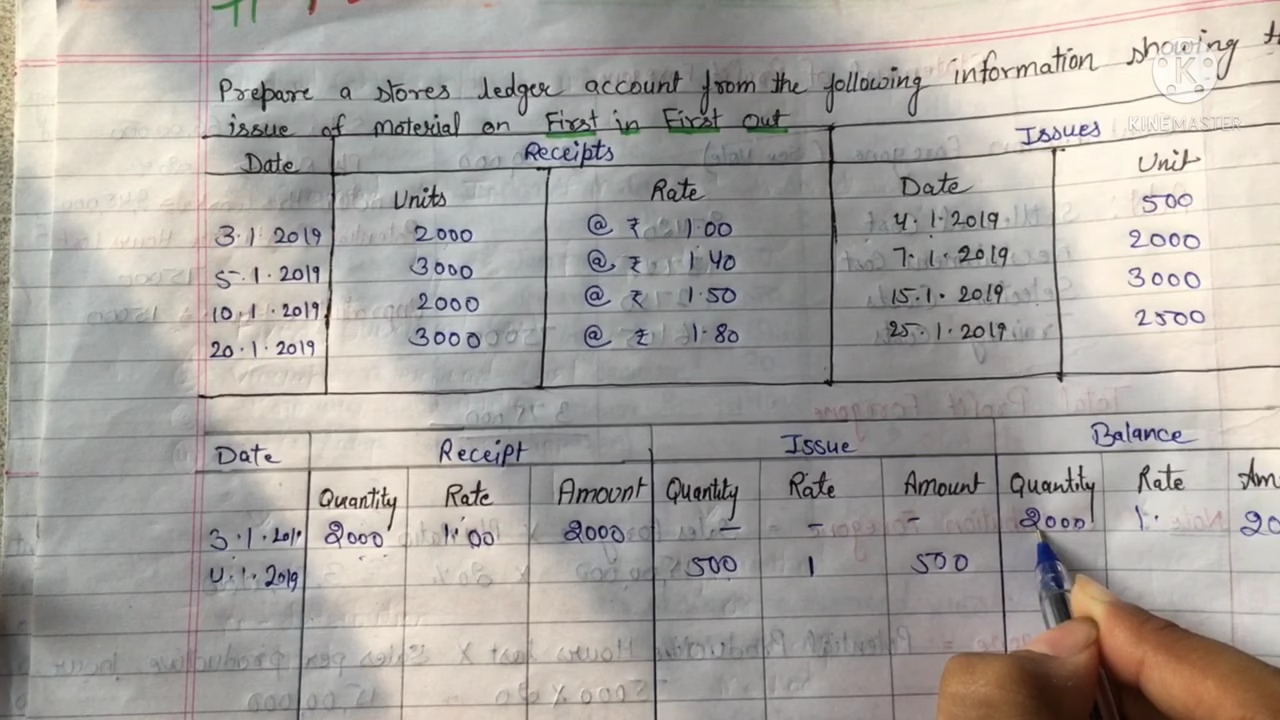 Prepare a stores ledger account from the following information showing
issue of material on First in First Out
Date Receipts Issues
Units Rate Date Unit
3.1.2019 2000 @ ₹ 1.00 4.1.2019 500
5.1.2019 3000 @ ₹ 1.40 7.1.2019 2000
10.1.2019 2000 @ ₹ 1.50 15.1.2019 3000
20.1.2019 3000 @ ₹ 1.80 25.1.2019 2500
Date Receipt Issue Balance
Quantity Rate Amount Quantity Rate Amount Quantity Rate Am
3.1.2019 2000 1.00 2000 - - - 2000 1. 20
4.1.2019 500 1 500
K
KINEMASTER